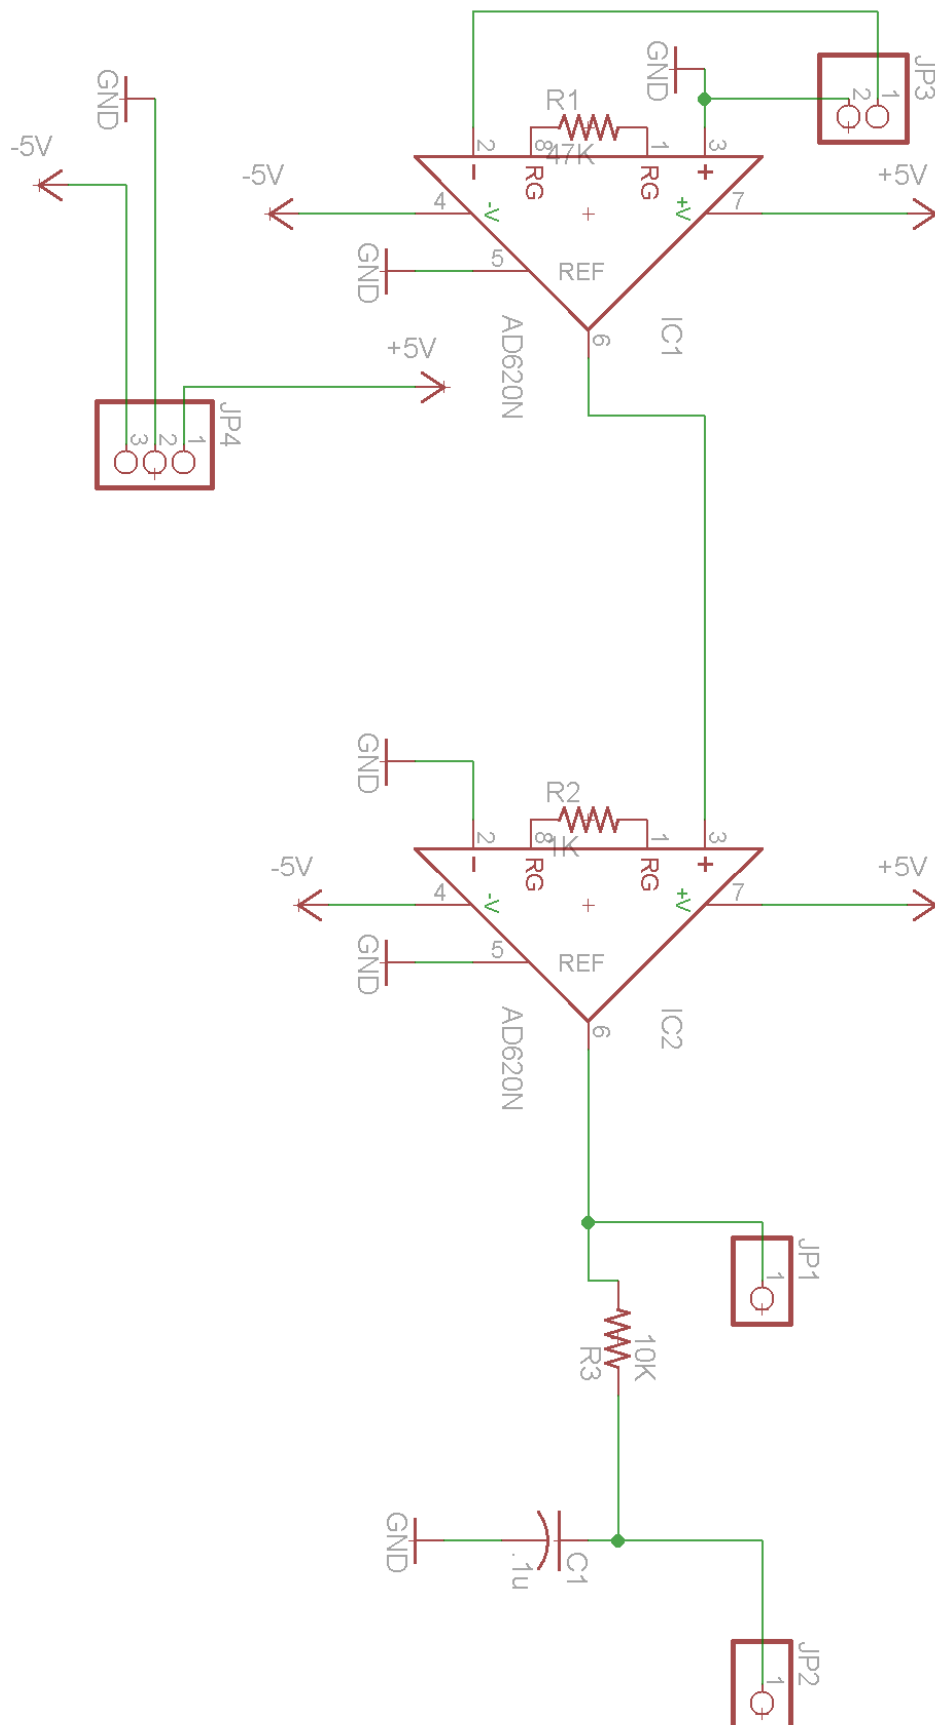 JP3
1
2
GND
R1
47K
2
8
1
3
-
RG
RG
+
GND
-5V
-5V
4
-V
+V
7
+5V
5
REF
GND
6
IC1
AD620N
+5V
JP4
3
2
1
GND
R2
1K
2
8
1
3
-
RG
RG
+
-5V
4
-V
+V
7
+5V
GND
5
REF
6
IC2
AD620N
JP1
1
10K
R3
GND
.1u
C1
JP2
1